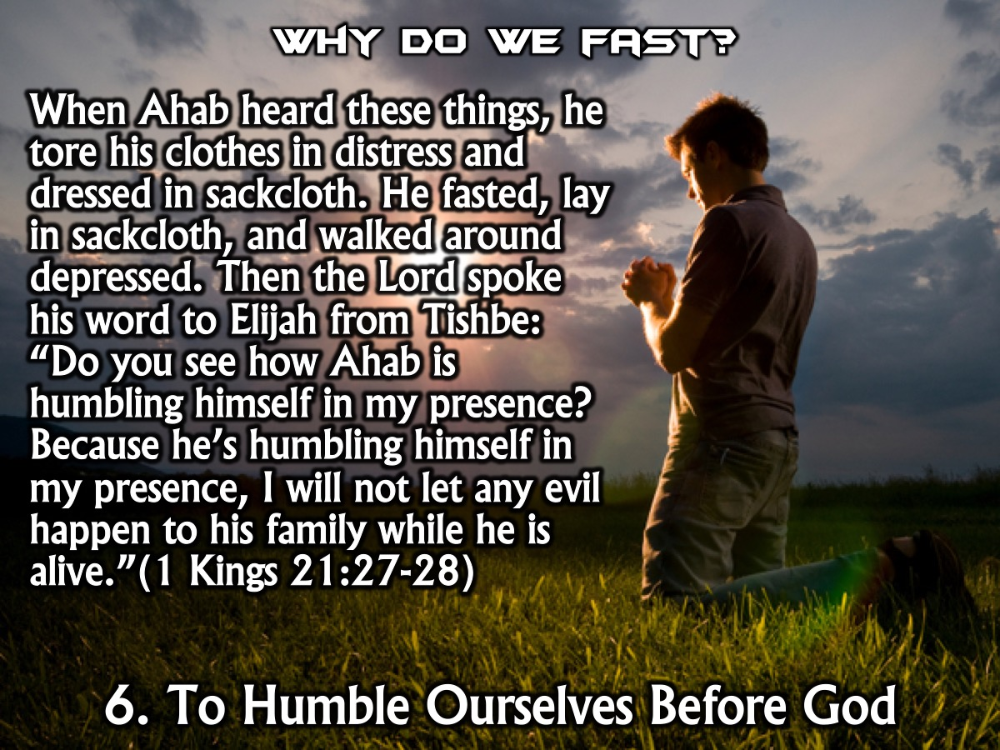 WHY DO WE FAST?
When Ahab heard these things, he
tore his clothes in distress and
dressed in sackcloth. He fasted, lay
in sackcloth, and walked around
depressed. Then the Lord spoke
his word to Elijah from Tishbe:
“Do you see how Ahab is
humbling himself in my presence?
Because he’s humbling himself in
my presence, I will not let any evil
happen to his family while he is
alive.”(1 Kings 21:27-28)
6. To Humble Ourselves Before God